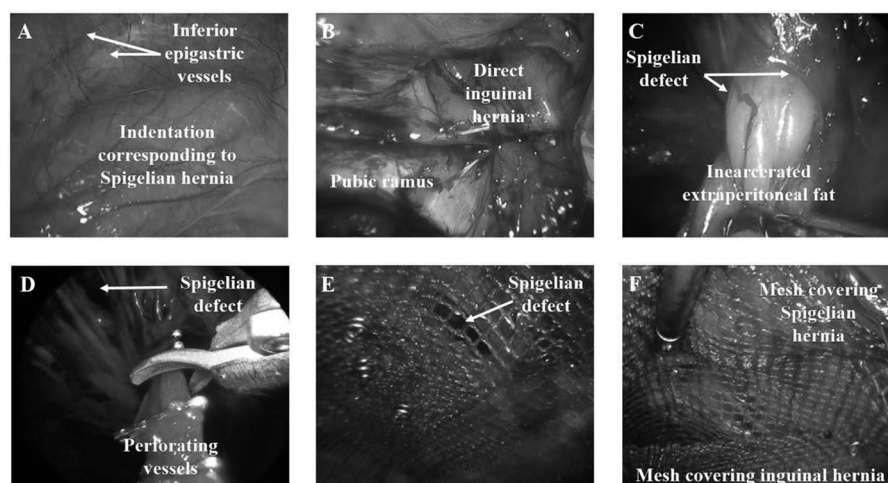 A
Inferior
epigastric
vessels
Indentation
corresponding to
Spigelian hernia
B
Direct
inguinal
hernia
Pubic ramus
C
Spigelian
defect
Incarcerated
extraperitoneal fat
D
Spigelian
defect
Perforating
vessels
E
Spigelian
defect
F
Mesh covering
Spigelian
hernia
Mesh covering inguinal hernia